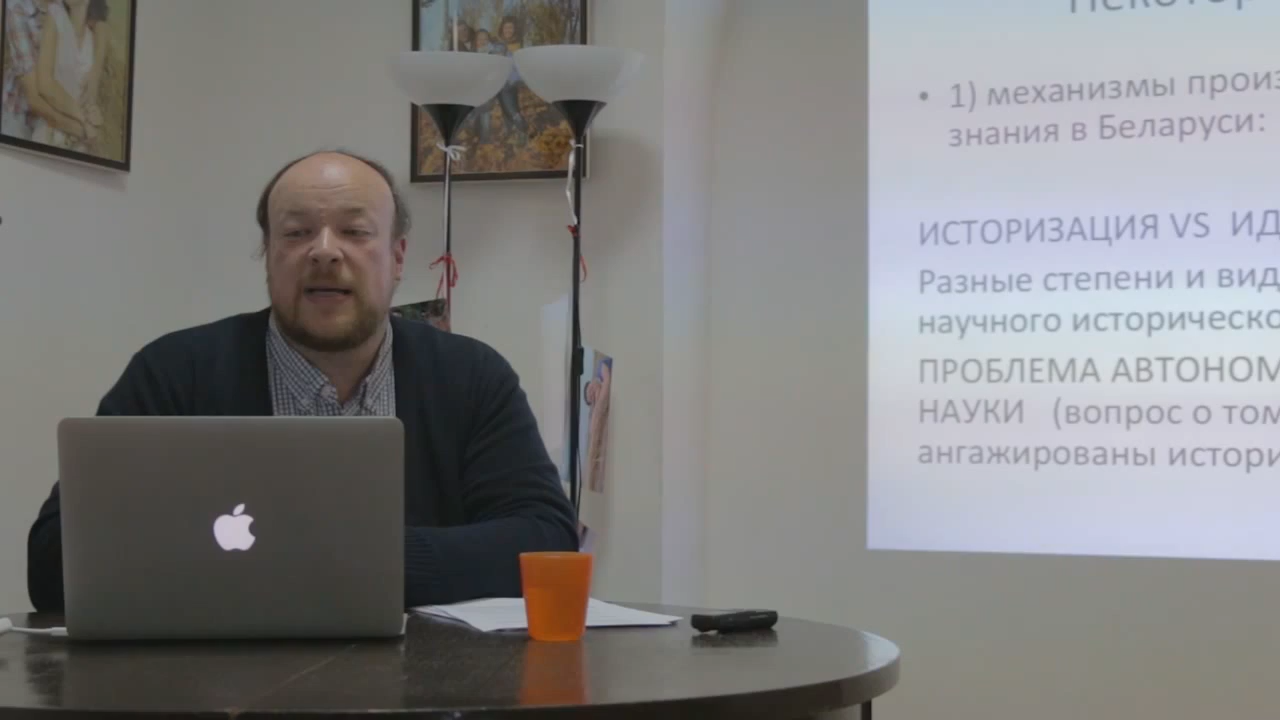 Некотор
• 1) механизмы произ
знания в Беларуси:
ИСТОРИЗАЦИЯ VS ИД
Разные степени и вид
научного историческо
ПРОБЛЕМА АВТОНОМ
НАУКИ (вопрос о том
ангажированы истори